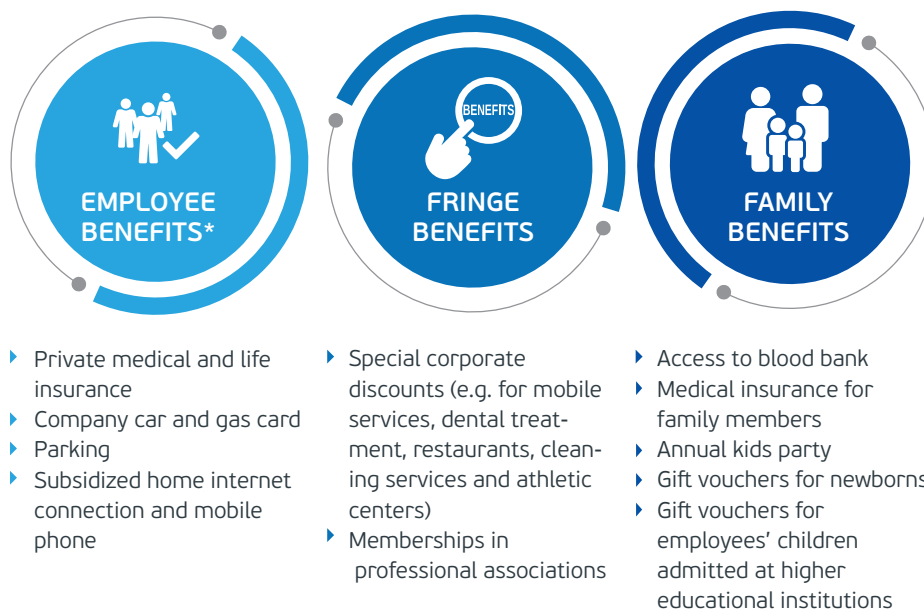 EMPLOYEE
BENEFITS*
Private medical and life
insurance
Company car and gas card
Parking
Subsidized home internet
connection and mobile
phone
BENEFITS
FRINGE
BENEFITS
Special corporate
discounts (e.g. for mobile
services, dental treat-
ment, restaurants, clean-
ing services and athletic
centers)
Memberships in
professional associations
FAMILY
BENEFITS
Access to blood bank
Medical insurance for
family members
Annual kids party
Gift vouchers for newborns
Gift vouchers for
employees’ children
admitted at higher
educational institutions